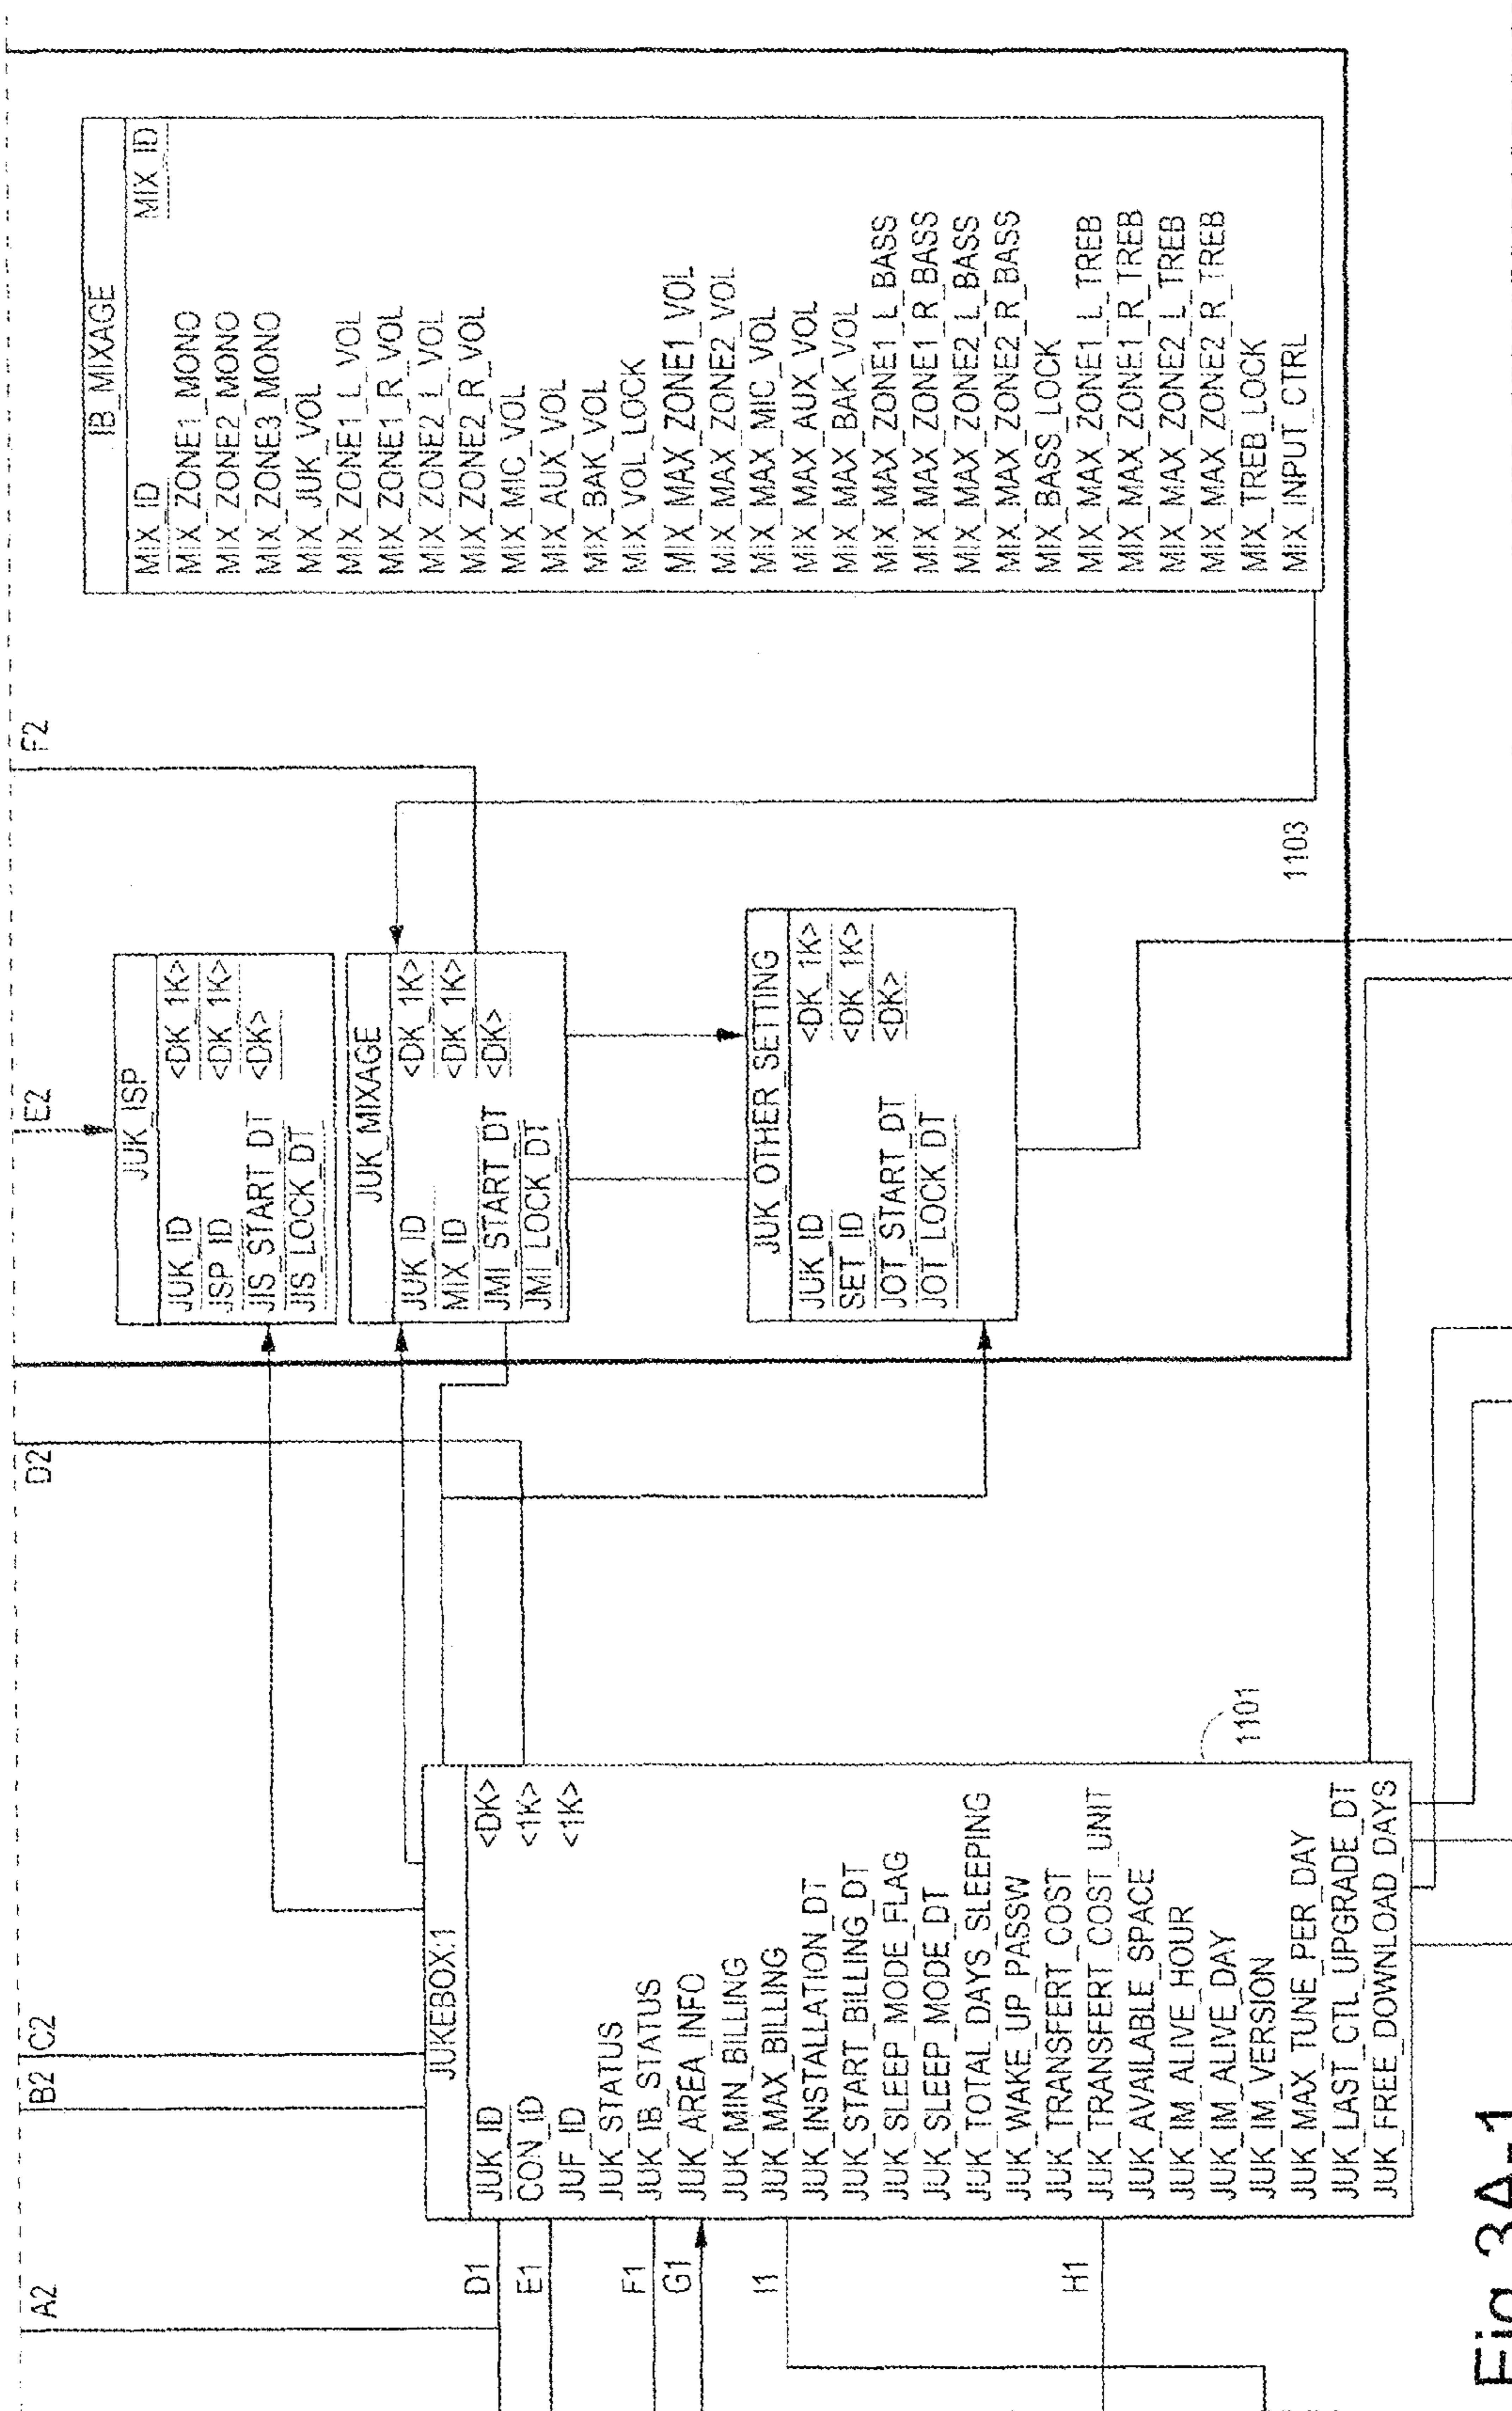 A2
B2
C2
D2
E2
F2
D1
E1
F1
G1
I1
H1
JUKEBOX:1
JUK_ID <DK>
CON_ID <1K>
JUF_ID <1K>
JUK_STATUS
JUK_IB_STATUS
JUK_AREA_INFO
JUK_MIN_BILLING
JUK_MAX_BILLING
JUK_INSTALLATION_DT
JUK_START_BILLING_DT
JUK_SLEEP_MODE_FLAG
JUK_SLEEP_MODE_DT
JUK_TOTAL_DAYS_SLEEPING
JUK_WAKE_UP_PASSW
JUK_TRANSFERT_COST
JUK_TRANSFERT_COST_UNIT
JUK_AVAILABLE_SPACE
JUK_IM_ALIVE_HOUR
JUK_IM_ALIVE_DAY
JUK_IM_VERSION
JUK_MAX_TUNE_PER_DAY
JUK_LAST_CTL_UPGRADE_DT
JUK_FREE_DOWNLOAD_DAYS
1101
JUK_ISP
JUK_ID <DK_1K>
ISP_ID <DK_1K>
JIS_START_DT <DK>
JIS_LOCK_DT
JUK_MIXAGE
JUK_ID <DK_1K>
MIX_ID <DK_1K>
JMI_START_DT <DK>
JMI_LOCK_DT
JUK_OTHER_SETTING
JUK_ID <DK_1K>
SET_ID <DK_1K>
JOT_START_DT <DK>
JOT_LOCK_DT
1103
IB_MIXAGE
MIX_ID MIX_ID
MIX_ZONE1_MONO
MIX_ZONE2_MONO
MIX_ZONE3_MONO
MIX_JUK_VOL
MIX_ZONE1_L_VOL
MIX_ZONE1_R_VOL
MIX_ZONE2_L_VOL
MIX_ZONE2_R_VOL
MIX_MIC_VOL
MIX_AUX_VOL
MIX_BAK_VOL
MIX_VOL_LOCK
MIX_MAX_ZONE1_VOL
MIX_MAX_ZONE2_VOL
MIX_MAX_MIC_VOL
MIX_MAX_AUX_VOL
MIX_MAX_BAK_VOL
MIX_MAX_ZONE1_L_BASS
MIX_MAX_ZONE1_R_BASS
MIX_MAX_ZONE2_L_BASS
MIX_MAX_ZONE2_R_BASS
MIX_BASS_LOCK
MIX_MAX_ZONE1_L_TREB
MIX_MAX_ZONE1_R_TREB
MIX_MAX_ZONE2_L_TREB
MIX_MAX_ZONE2_R_TREB
MIX_TREB_LOCK
MIX_INPUT_CTRL
Fig. 3A-1